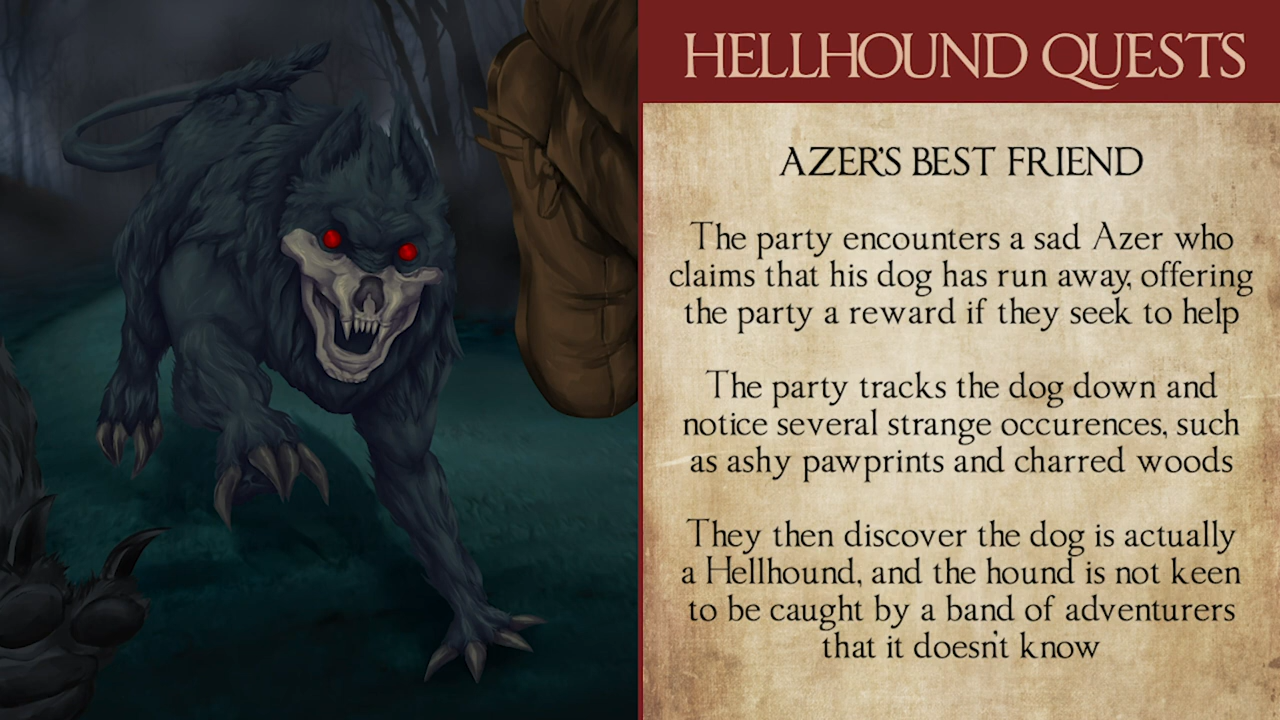 HELLHOUND QUESTS
AZER'S BEST FRIEND
The party encounters a sad Azer who
claims that his dog has run away, offering
the party a reward if they seek to help
The party tracks the dog down and
notice several strange occurences, such
as ashy pawprints and charred woods
They then discover the dog is actually
a Hellhound, and the hound is not keen
to be caught by a band of adventurers
that it doesn't know